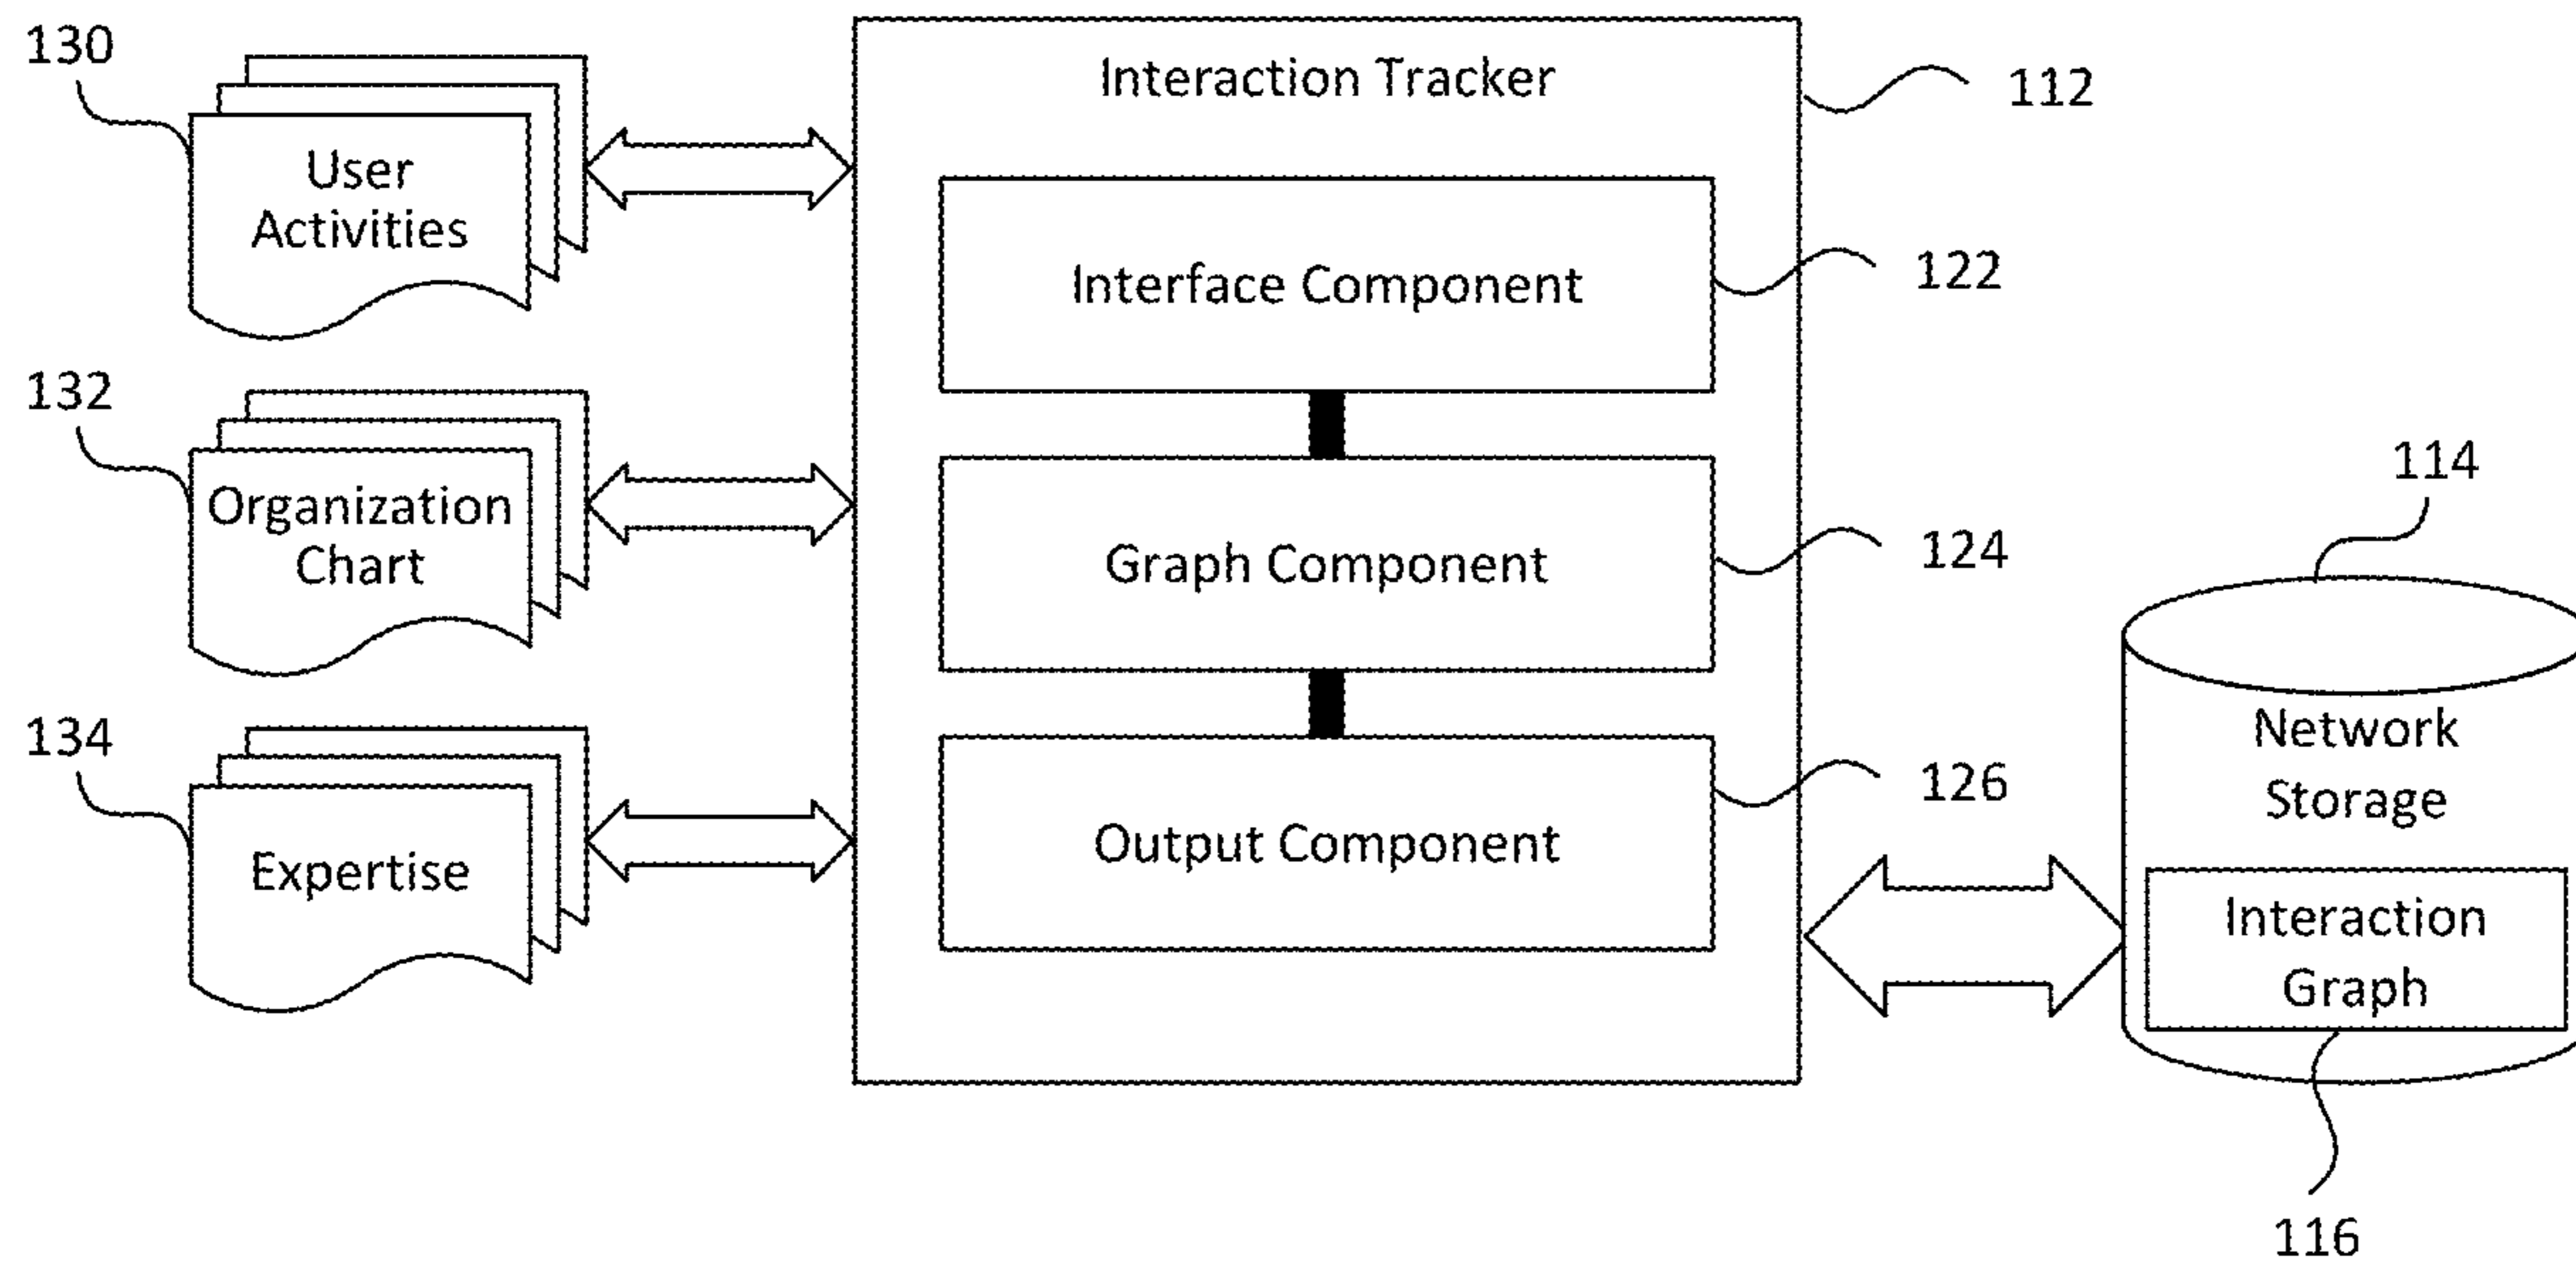 130
User
Activities
132
Organization
Chart
134
Expertise
Interaction Tracker
112
Interface Component
122
Graph Component
124
Output Component
126
114
Network
Storage
Interaction
Graph
116